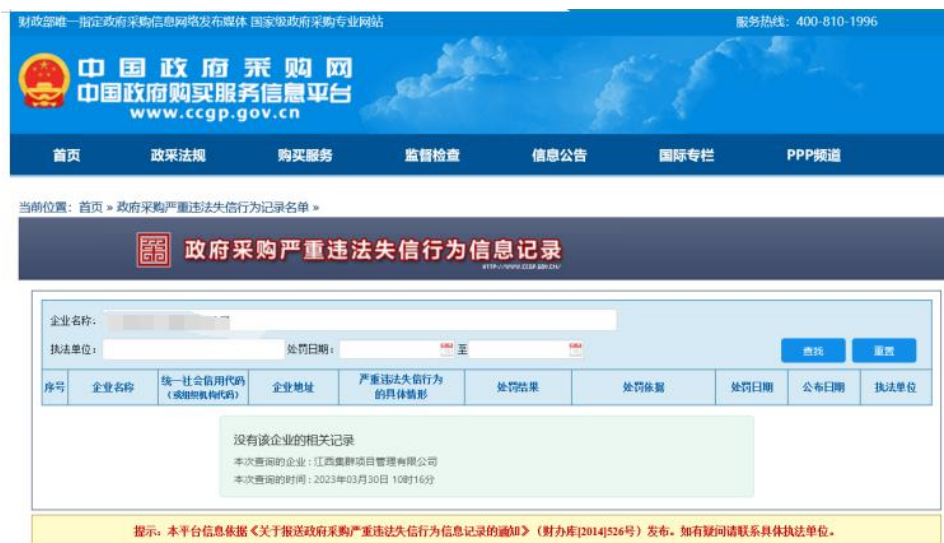 财政部唯一指定政府采购信息网络发布媒体 国家级政府采购专业网站 服务热线：400-810-1996
中国政府采购网
中国政府购买服务信息平台
www.ccgp.gov.cn
首页 政采法规 购买服务 监督检查 信息公告 国际专栏 PPP频道
当前位置：首页 » 政府采购严重违法失信行为记录名单 »
政府采购严重违法失信行为信息记录
HTTP://WWW.CCGP.GOV.CN/
企业名称：
执法单位： 处罚日期： 至 查找 重置
序号 企业名称 统一社会信用代码（或组织机构代码） 企业地址 严重违法失信行为的具体情形 处罚结果 处罚依据 处罚日期 公布日期 执法单位
没有该企业的相关记录
本次查询的企业：江西集群项目管理有限公司
本次查询的时间：2023年03月30日 10时16分
提示：本平台信息依据《关于报送政府采购严重违法失信行为信息记录的通知》（财办库[2014]526号）发布。如有疑问请联系具体执法单位。